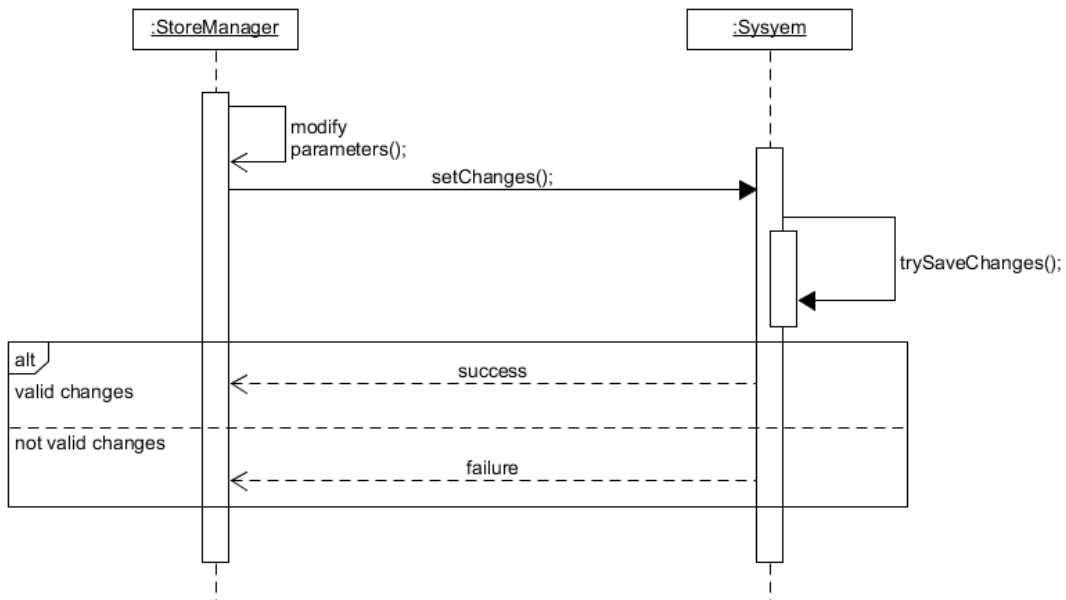 :StoreManager
:Sysyem
modify
parameters();
setChanges();
trySaveChanges();
alt
success
valid changes
not valid changes
failure